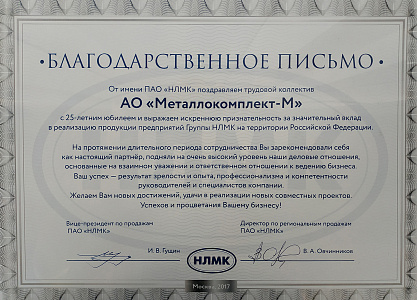 ·БЛАГОДАРСТВЕННОЕ ПИСЬМО·
От имени ПАО «НЛМК» поздравляем трудовой коллектив
АО «Металлокомплект-М»
с 25-летним юбилеем и выражаем искреннюю признательность за значительный вклад
в реализацию продукции предприятий Группы НЛМК на территории Российской Федерации.
На протяжении длительного периода сотрудничества Вы зарекомендовали себя
как настоящий партнёр, подняли на очень высокий уровень наши деловые отношения,
основанные на взаимном уважении и ответственном отношении к ведению бизнеса.
Ваш успех — результат зрелости и опыта, профессионализма и компетентности
руководителей и специалистов компании.
Желаем Вам новых достижений, удачи в реализации новых совместных проектов.
Успехов и процветания Вашему бизнесу!
Вице-президент по продажам
ПАО «НЛМК»
Директор по региональным продажам
ПАО «НЛМК»
И. В. Гущин
НЛМК
В. А. Овчинников
Москва, 2017